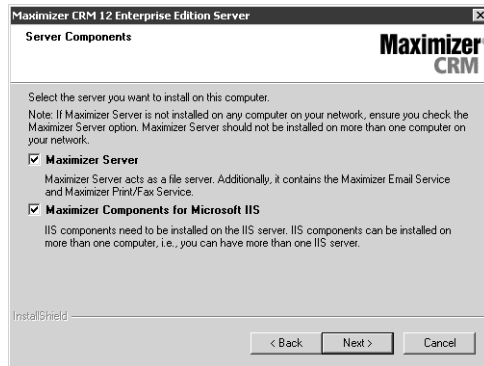 Maximizer CRM 12 Enterprise Edition Server
Server Components
Maximizer
CRM
Select the server you want to install on this computer.
Note: If Maximizer Server is not installed on any computer on your network, ensure you check the
Maximizer Server option. Maximizer Server should not be installed on more than one computer on
your network.
Maximizer Server
Maximizer Server acts as a file server. Additionally, it contains the Maximizer Email Service
and Maximizer Print/Fax Service.
Maximizer Components for Microsoft IIS
IIS components need to be installed on the IIS server. IIS components can be installed on
more than one computer, i.e., you can have more than one IIS server.
InstallShield
< Back Next > Cancel